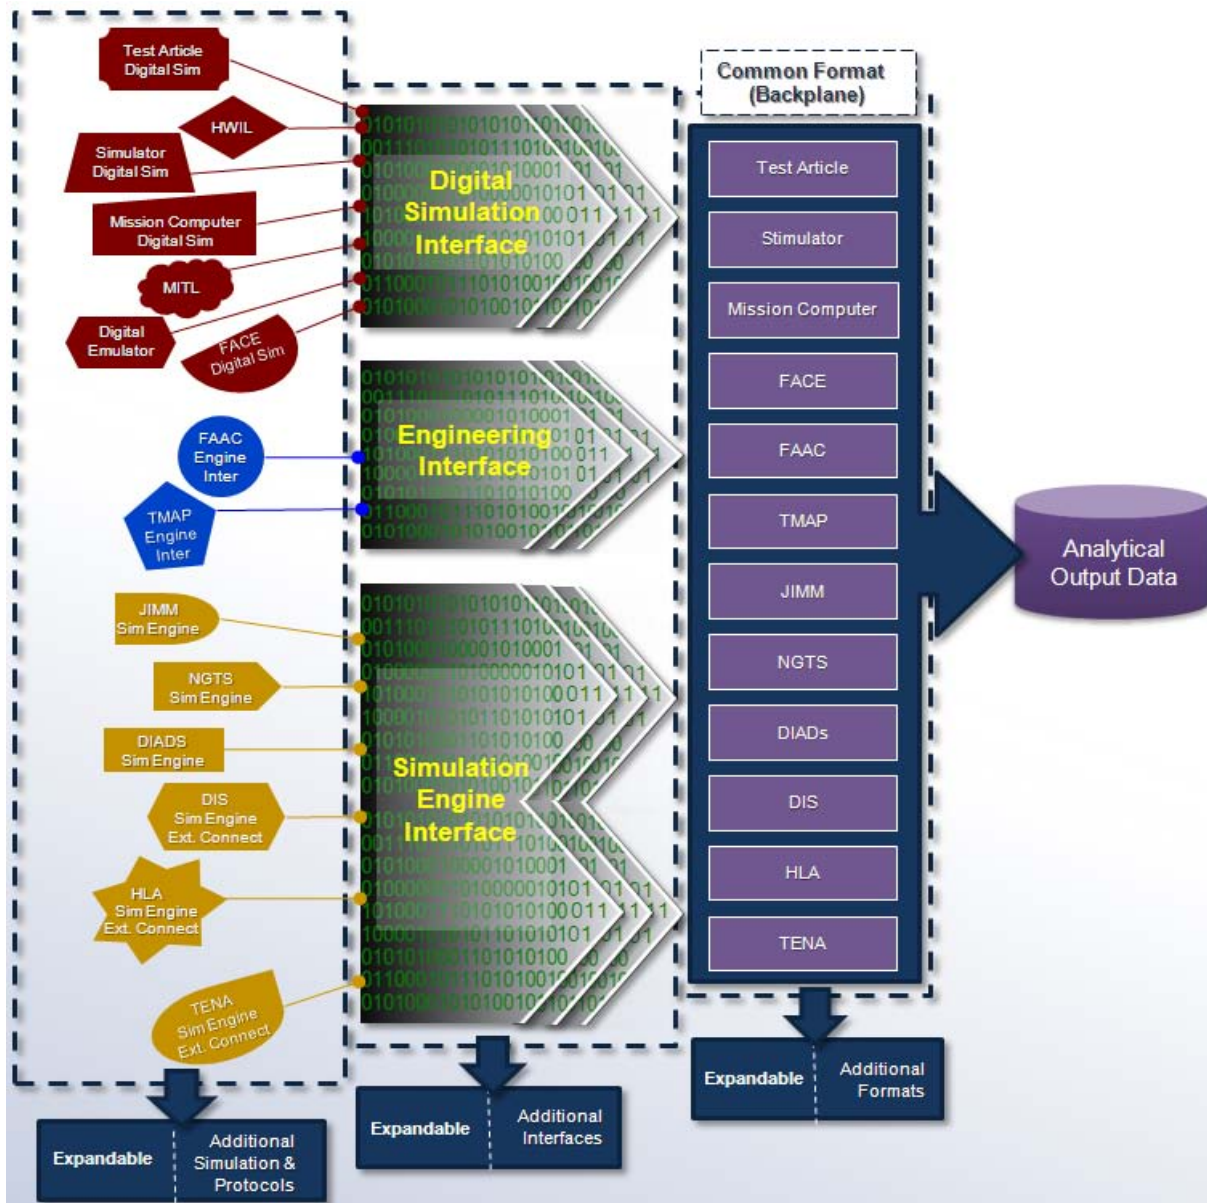 Test Article
Digital Sim
HWIL
Simulator
Digital Sim
Mission Computer
Digital Sim
MITL
Digital
Emulator
FACE
Digital Sim
FAAC
Engine
Inter
TMAP
Engine
Inter
JIMM
Sim Engine
NGTS
Sim Engine
DIADS
Sim Engine
DIS
Sim Engine
Ext. Connect
HLA
Sim Engine
Ext. Connect
TENA
Sim Engine
Ext. Connect
Expandable
Additional
Simulation &
Protocols
Digital
Simulation
Interface
Engineering
Interface
Simulation
Engine
Interface
Expandable
Additional
Interfaces
Common Format
(Backplane)
Test Article
Stimulator
Mission Computer
FACE
FAAC
TMAP
JIMM
NGTS
DIADs
DIS
HLA
TENA
Expandable
Additional
Formats
Analytical
Output Data